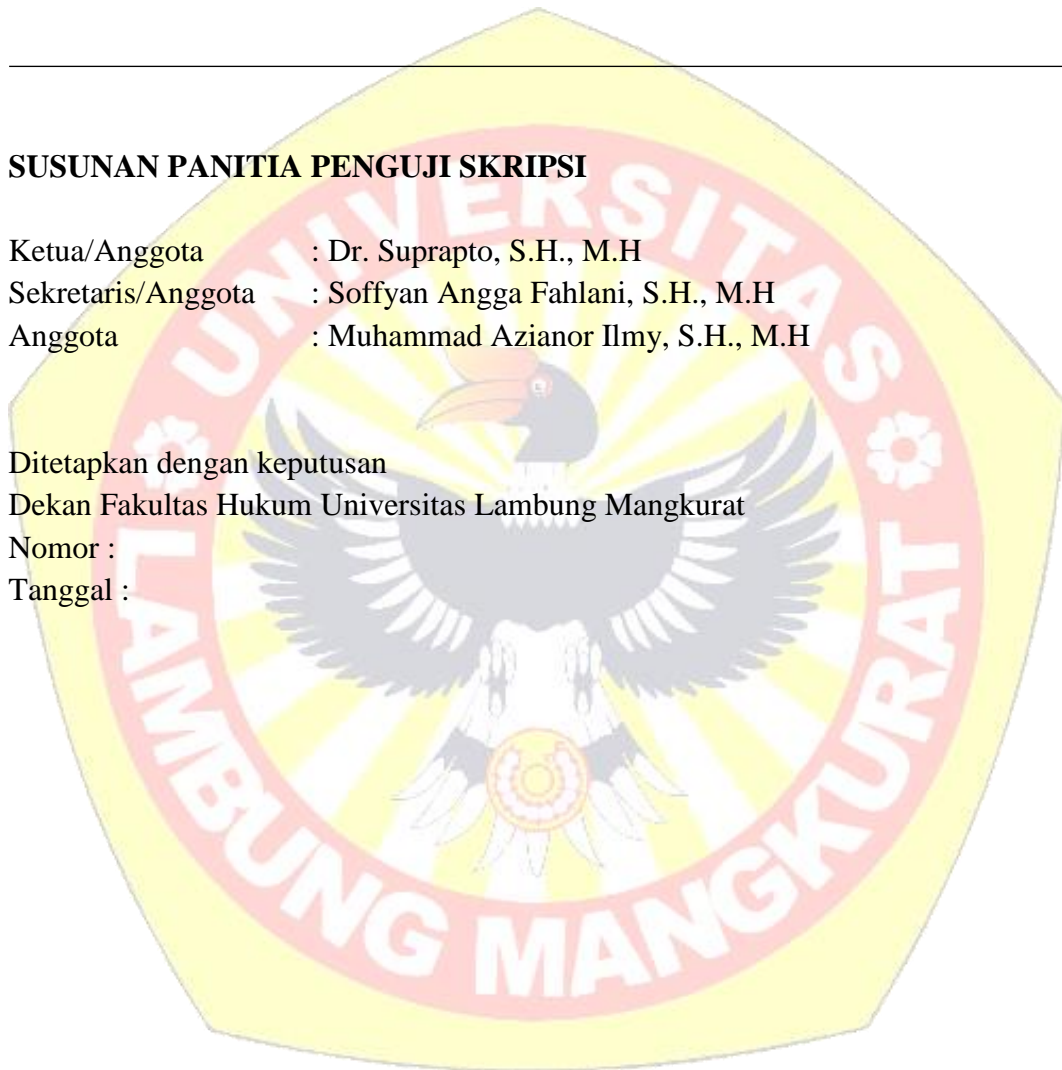 SUSUNAN PANITIA PENGUJI SKRIPSI
Ketua/Anggota : Dr. Suprapto, S.H., M.H
Sekretaris/Anggota : Soffyan Angga Fahlani, S.H., M.H
Anggota : Muhammad Azianor Ilmy, S.H., M.H
Ditetapkan dengan keputusan
Dekan Fakultas Hukum Universitas Lambung Mangkurat
Nomor :
Tanggal :
UNIVERSITAS
LAMBUNG MANGKURAT